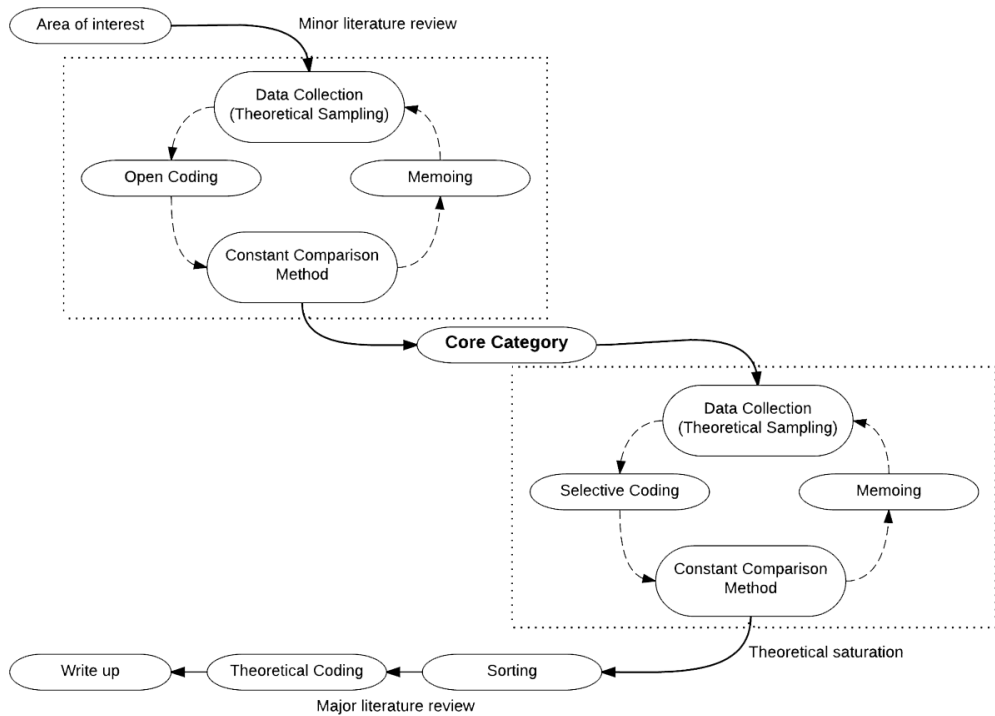 Area of interest
Minor literature review
Data Collection
(Theoretical Sampling)
Open Coding
Memoing
Constant Comparison
Method
Core Category
Data Collection
(Theoretical Sampling)
Selective Coding
Memoing
Constant Comparison
Method
Theoretical saturation
Write up
Theoretical Coding
Sorting
Major literature review